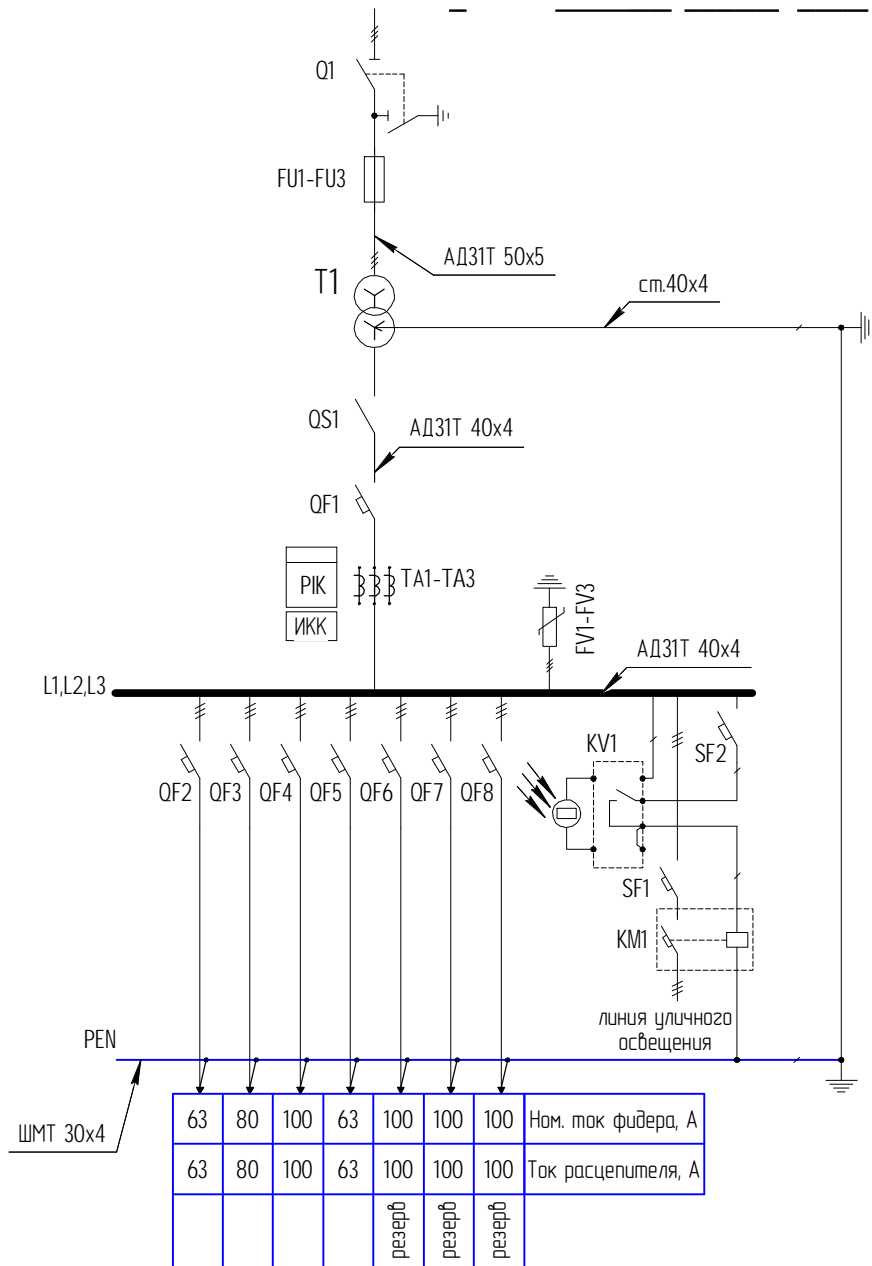 Q1
FU1-FU3
АД31Т 50х5
T1
ст.40х4
QS1
АД31Т 40х4
QF1
PIK
ИКК
TA1-TA3
FV1-FV3
АД31Т 40х4
L1,L2,L3
KV1
SF2
QF2 QF3 QF4 QF5 QF6 QF7 QF8
SF1
KM1
линия уличного
освещения
PEN
ШМТ 30х4
63 80 100 63 100 100 100 Ном. ток фидера, А
63 80 100 63 100 100 100 Ток расцепителя, А
резерв резерв резерв